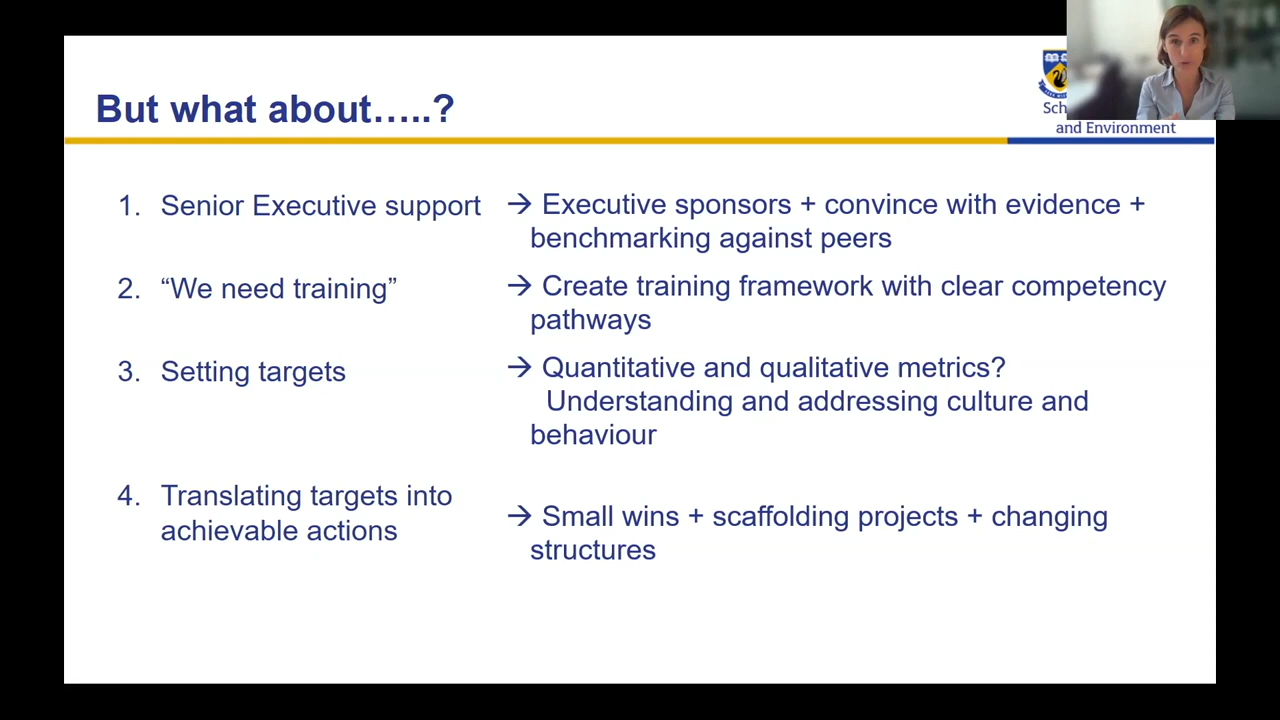 But what about…..?
Sch
and Environment
1. Senior Executive support
→ Executive sponsors + convince with evidence +
benchmarking against peers
2. “We need training”
→ Create training framework with clear competency
pathways
3. Setting targets
→ Quantitative and qualitative metrics?
Understanding and addressing culture and
behaviour
4. Translating targets into
achievable actions
→ Small wins + scaffolding projects + changing
structures